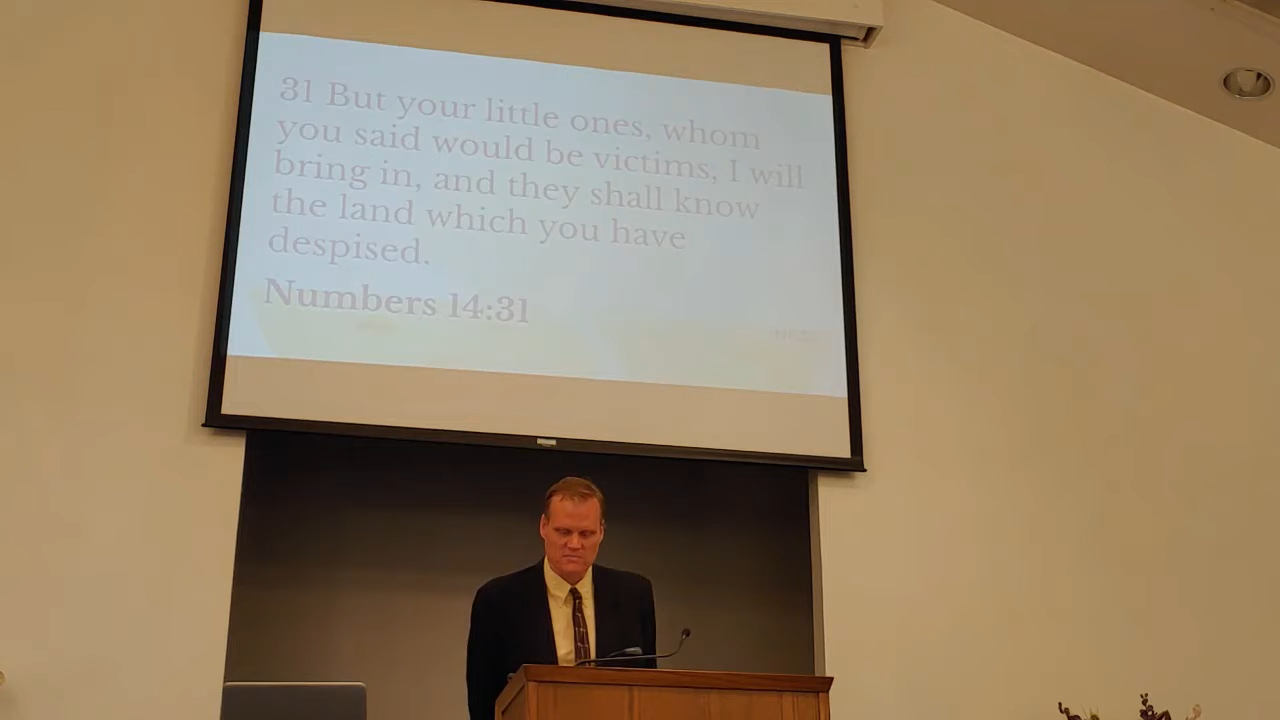 31 But your little ones, whom
you said would be victims, I will
bring in, and they shall know
the land which you have
despised.
Numbers 14:31